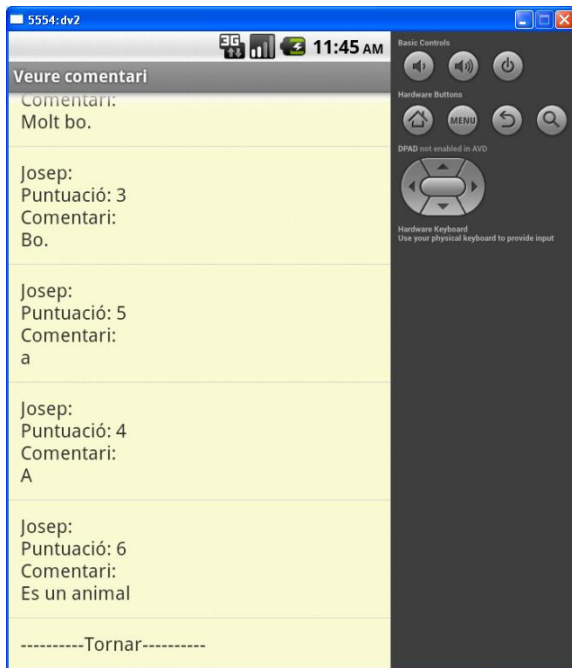 5554:dv2
3G 11:45 AM
Veure comentari
Comentari:
Molt bo.
Josep:
Puntuació: 3
Comentari:
Bo.
Josep:
Puntuació: 5
Comentari:
a
Josep:
Puntuació: 4
Comentari:
A
Josep:
Puntuació: 6
Comentari:
Es un animal
----------Tornar----------
Basic Controls
Hardware Buttons
MENU
DPAD not enabled in AVD
Hardware Keyboard
Use your physical keyboard to provide input